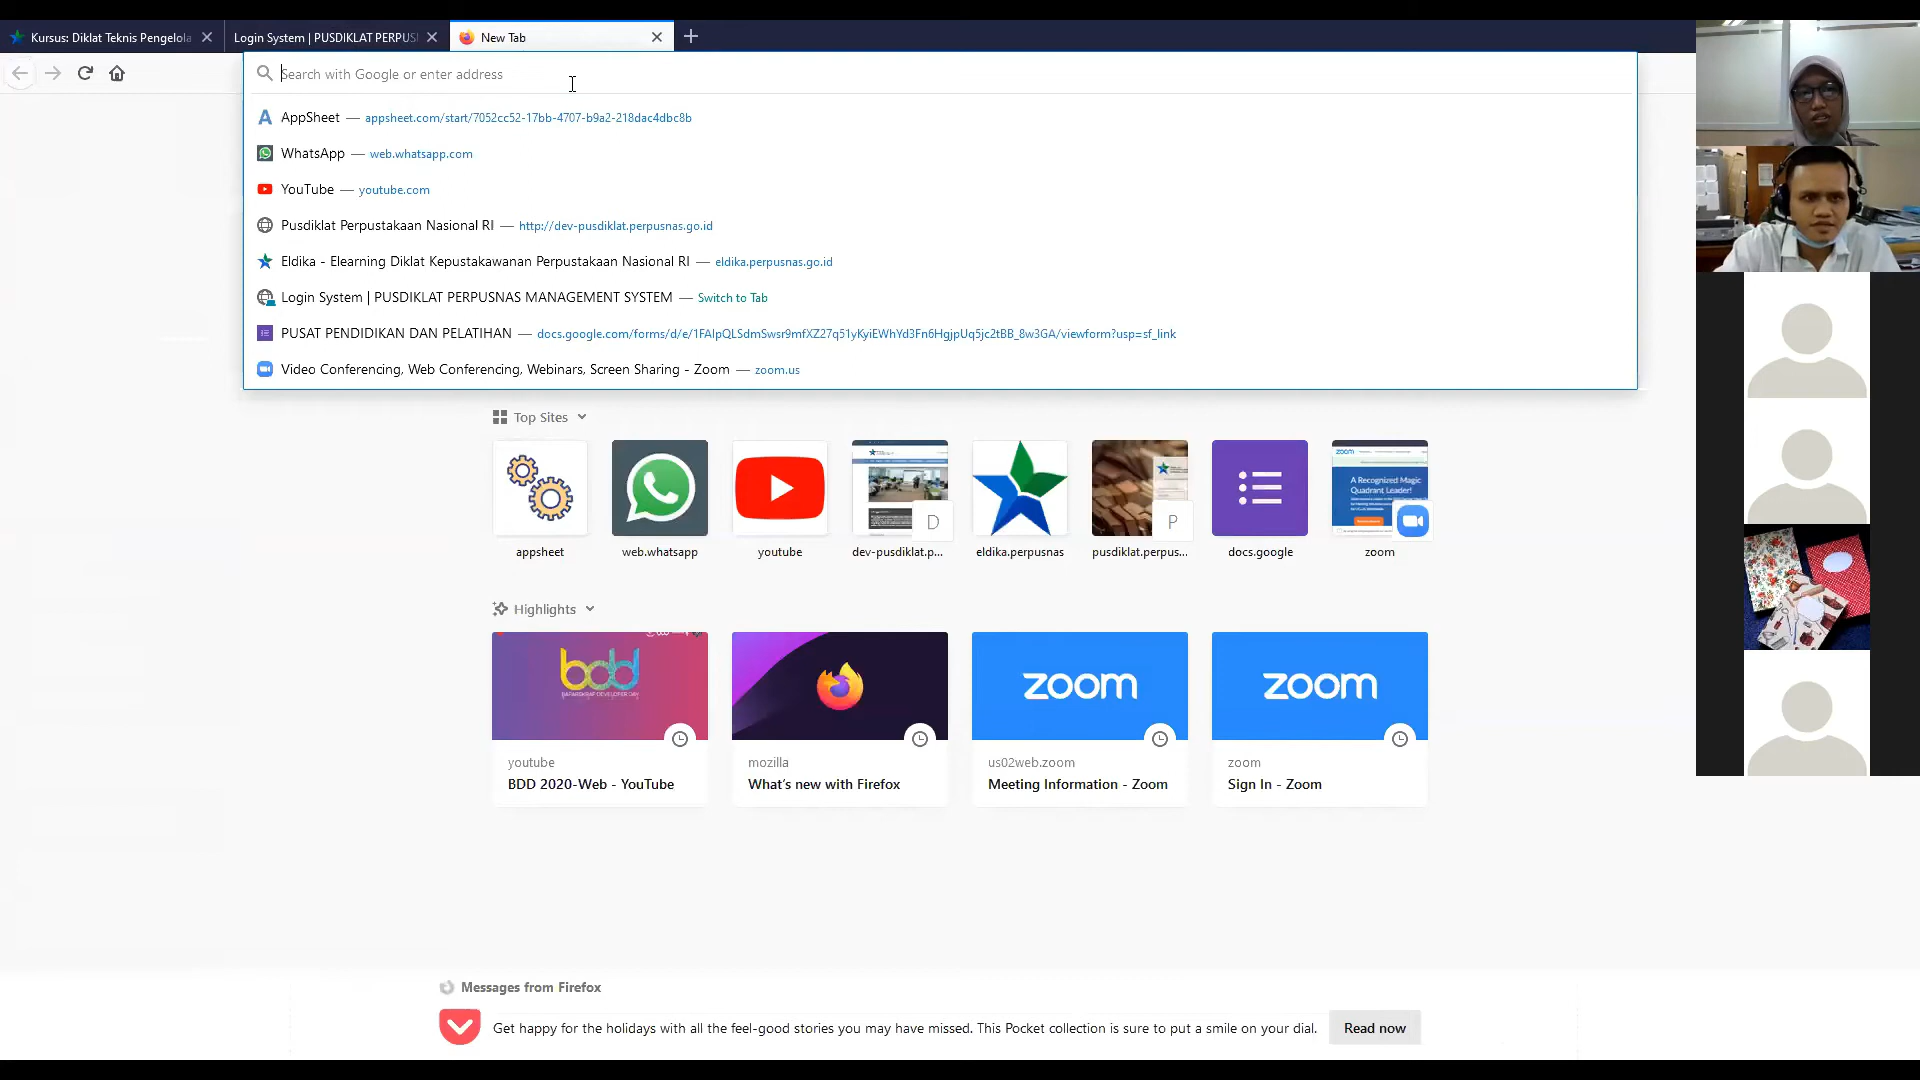 Kursus: Diklat Teknis Pengelola
Login System | PUSDIKLAT PERPUS
New Tab
Search with Google or enter address
AppSheet — appsheet.com/start/7052cc52-17bb-4707-b9a2-218dac4dbc8b
WhatsApp — web.whatsapp.com
YouTube — youtube.com
Pusdiklat Perpustakaan Nasional RI — http://dev-pusdiklat.perpusnas.go.id
Eldika - Elearning Diklat Kepustakawanan Perpustakaan Nasional RI — eldika.perpusnas.go.id
Login System | PUSDIKLAT PERPUSNAS MANAGEMENT SYSTEM — Switch to Tab
PUSAT PENDIDIKAN DAN PELATIHAN — docs.google.com/forms/d/e/1FAIpQLSdmSwsr9mfXZ27q51yKyiEWhYd3Fn6HgjpUq5jc2tBB_8w3GA/viewform?usp=sf_link
Video Conferencing, Web Conferencing, Webinars, Screen Sharing - Zoom — zoom.us
Top Sites
D
P
zoom
A Recognized Magic
Quadrant Leader!
appsheet
web.whatsapp
youtube
dev-pusdiklat.p...
eldika.perpusnas
pusdiklat.perpus...
docs.google
zoom
Highlights
bdd
BAPAREKRAF DEVELOPER DAY
zoom
zoom
youtube
BDD 2020-Web - YouTube
mozilla
What's new with Firefox
us02web.zoom
Meeting Information - Zoom
zoom
Sign In - Zoom
Messages from Firefox
Get happy for the holidays with all the feel-good stories you may have missed. This Pocket collection is sure to put a smile on your dial.
Read now